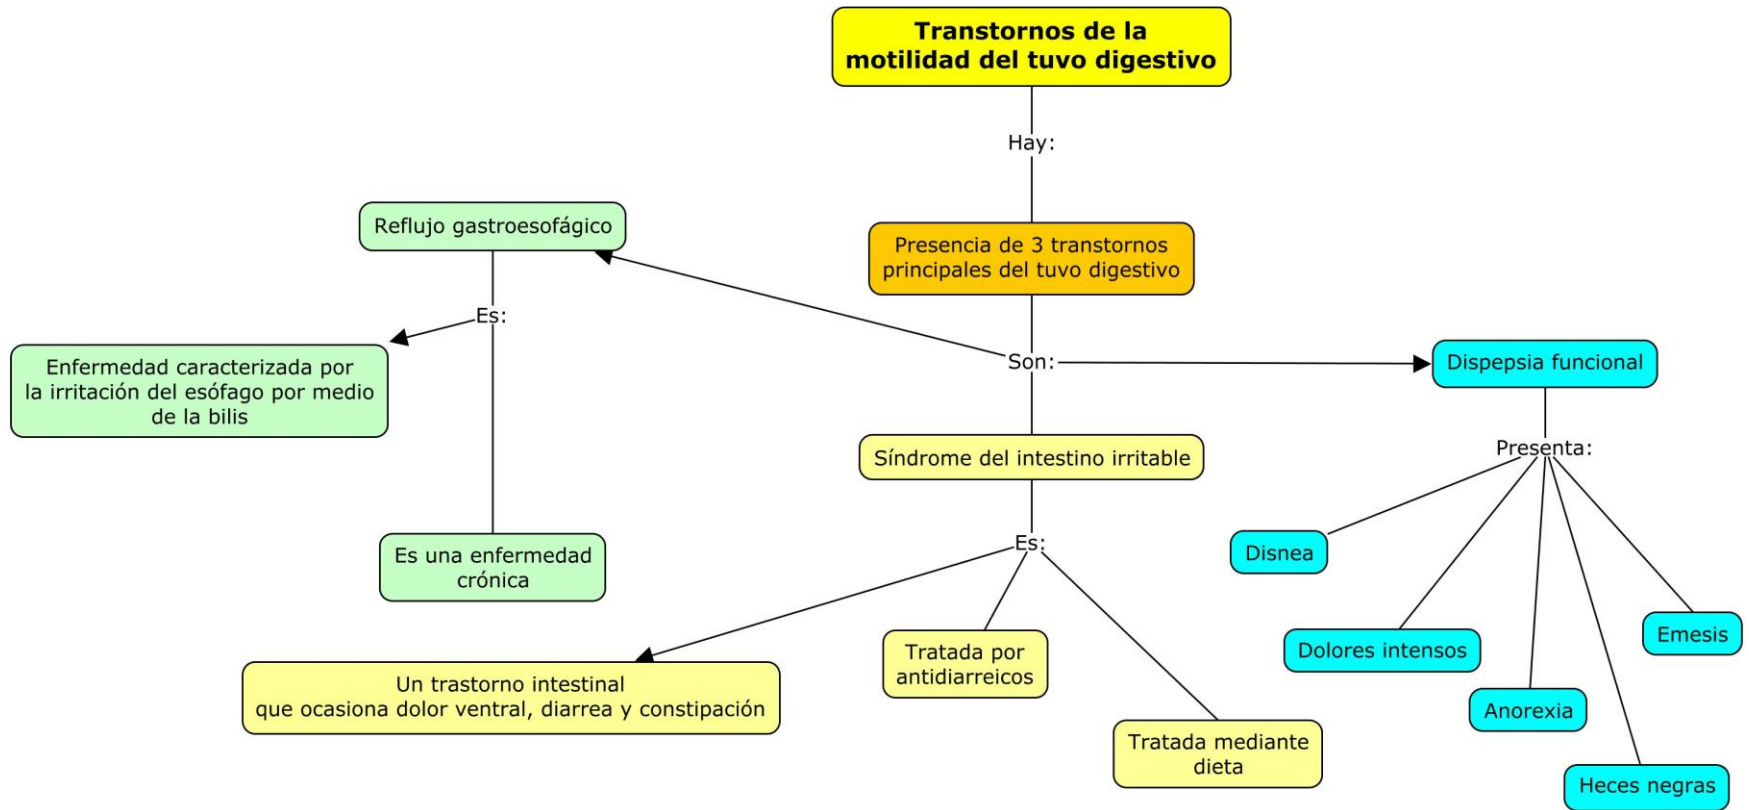 Transtornos de la
motilidad del tuvo digestivo
Hay:
Presencia de 3 transtornos
principales del tuvo digestivo
Son:
Reflujo gastroesofágico
Es:
Enfermedad caracterizada por
la irritación del esófago por medio
de la bilis
Es una enfermedad
crónica
Síndrome del intestino irritable
Es:
Un trastorno intestinal
que ocasiona dolor ventral, diarrea y constipación
Tratada por
antidiarreicos
Tratada mediante
dieta
Dispepsia funcional
Presenta:
Disnea
Dolores intensos
Anorexia
Heces negras
Emesis